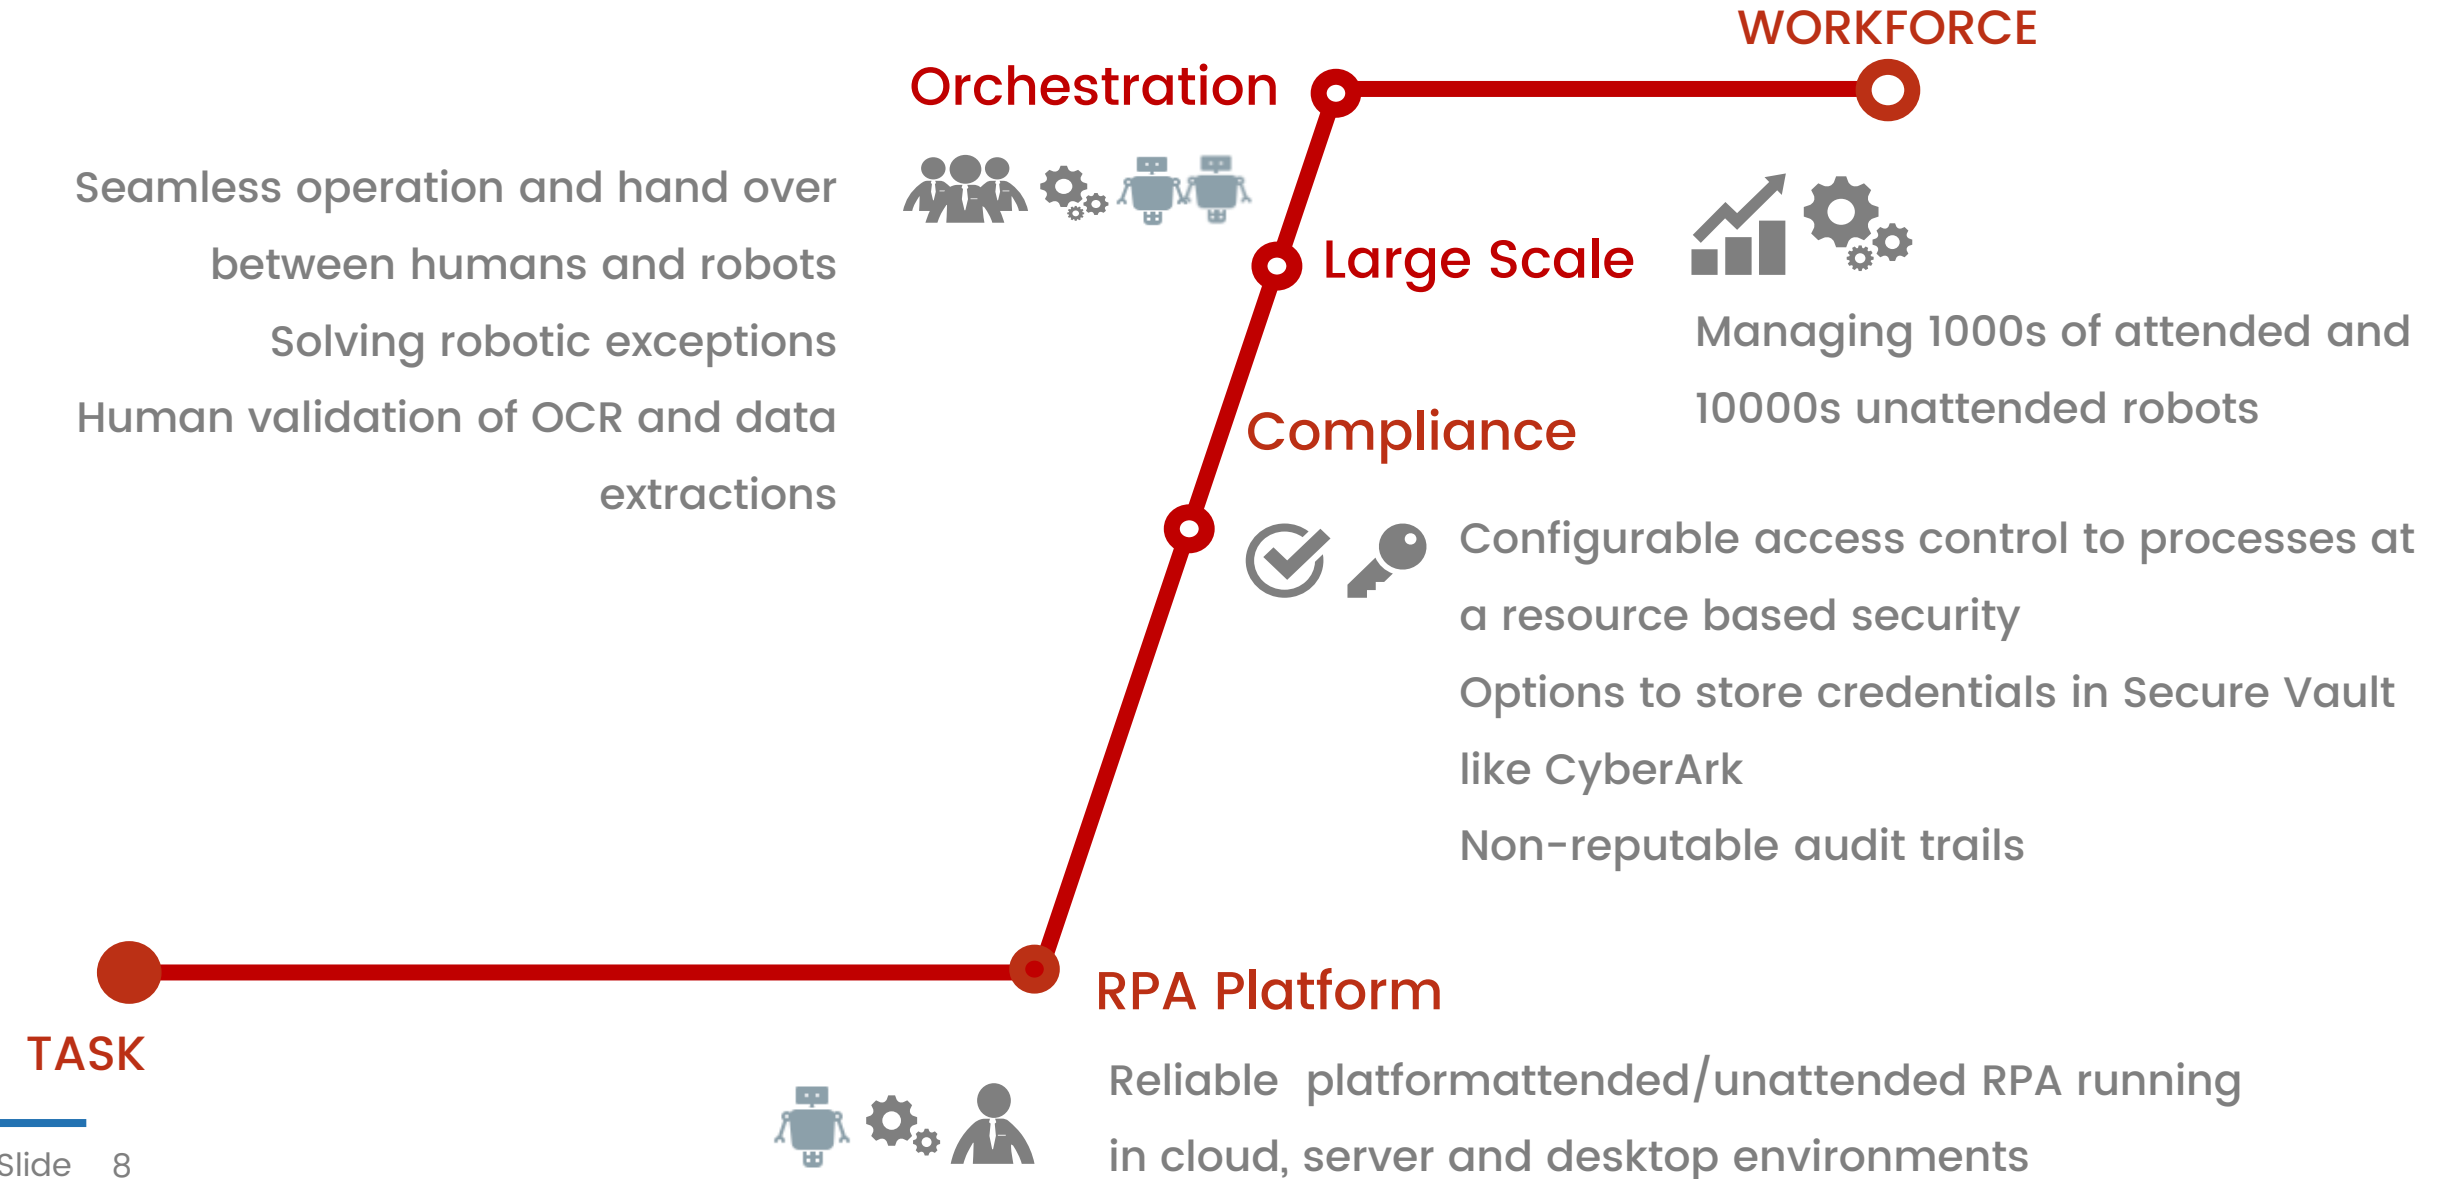 WORKFORCE
Orchestration
Seamless operation and hand over
between humans and robots
Solving robotic exceptions
Human validation of OCR and data
extractions
Large Scale
Managing 1000s of attended and
10000s unattended robots
Compliance
Configurable access control to processes at
a resource based security
Options to store credentials in Secure Vault
like CyberArk
Non-reputable audit trails
RPA Platform
Reliable  platformattended/unattended RPA running
in cloud, server and desktop environments
TASK
Slide 8